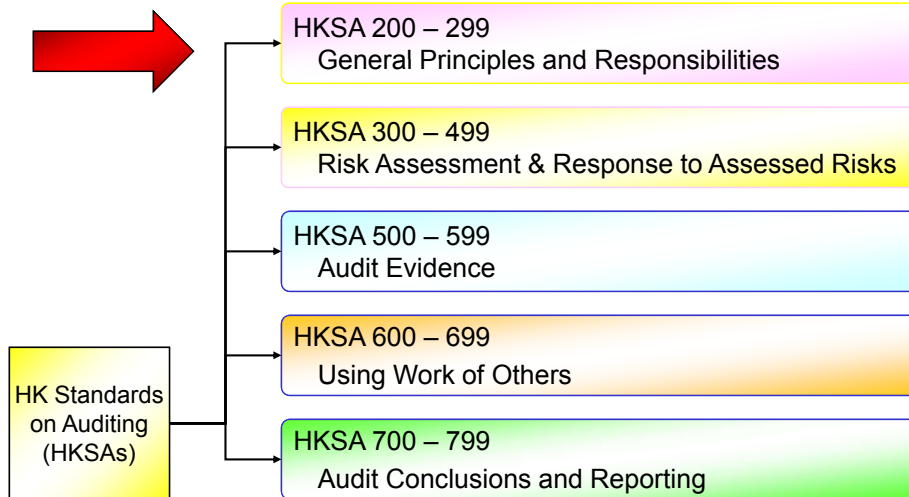 HKSA 200 – 299
General Principles and Responsibilities
HKSA 300 – 499
Risk Assessment & Response to Assessed Risks
HKSA 500 – 599
Audit Evidence
HKSA 600 – 699
Using Work of Others
HK Standards
on Auditing
(HKSAs)
HKSA 700 – 799
Audit Conclusions and Reporting